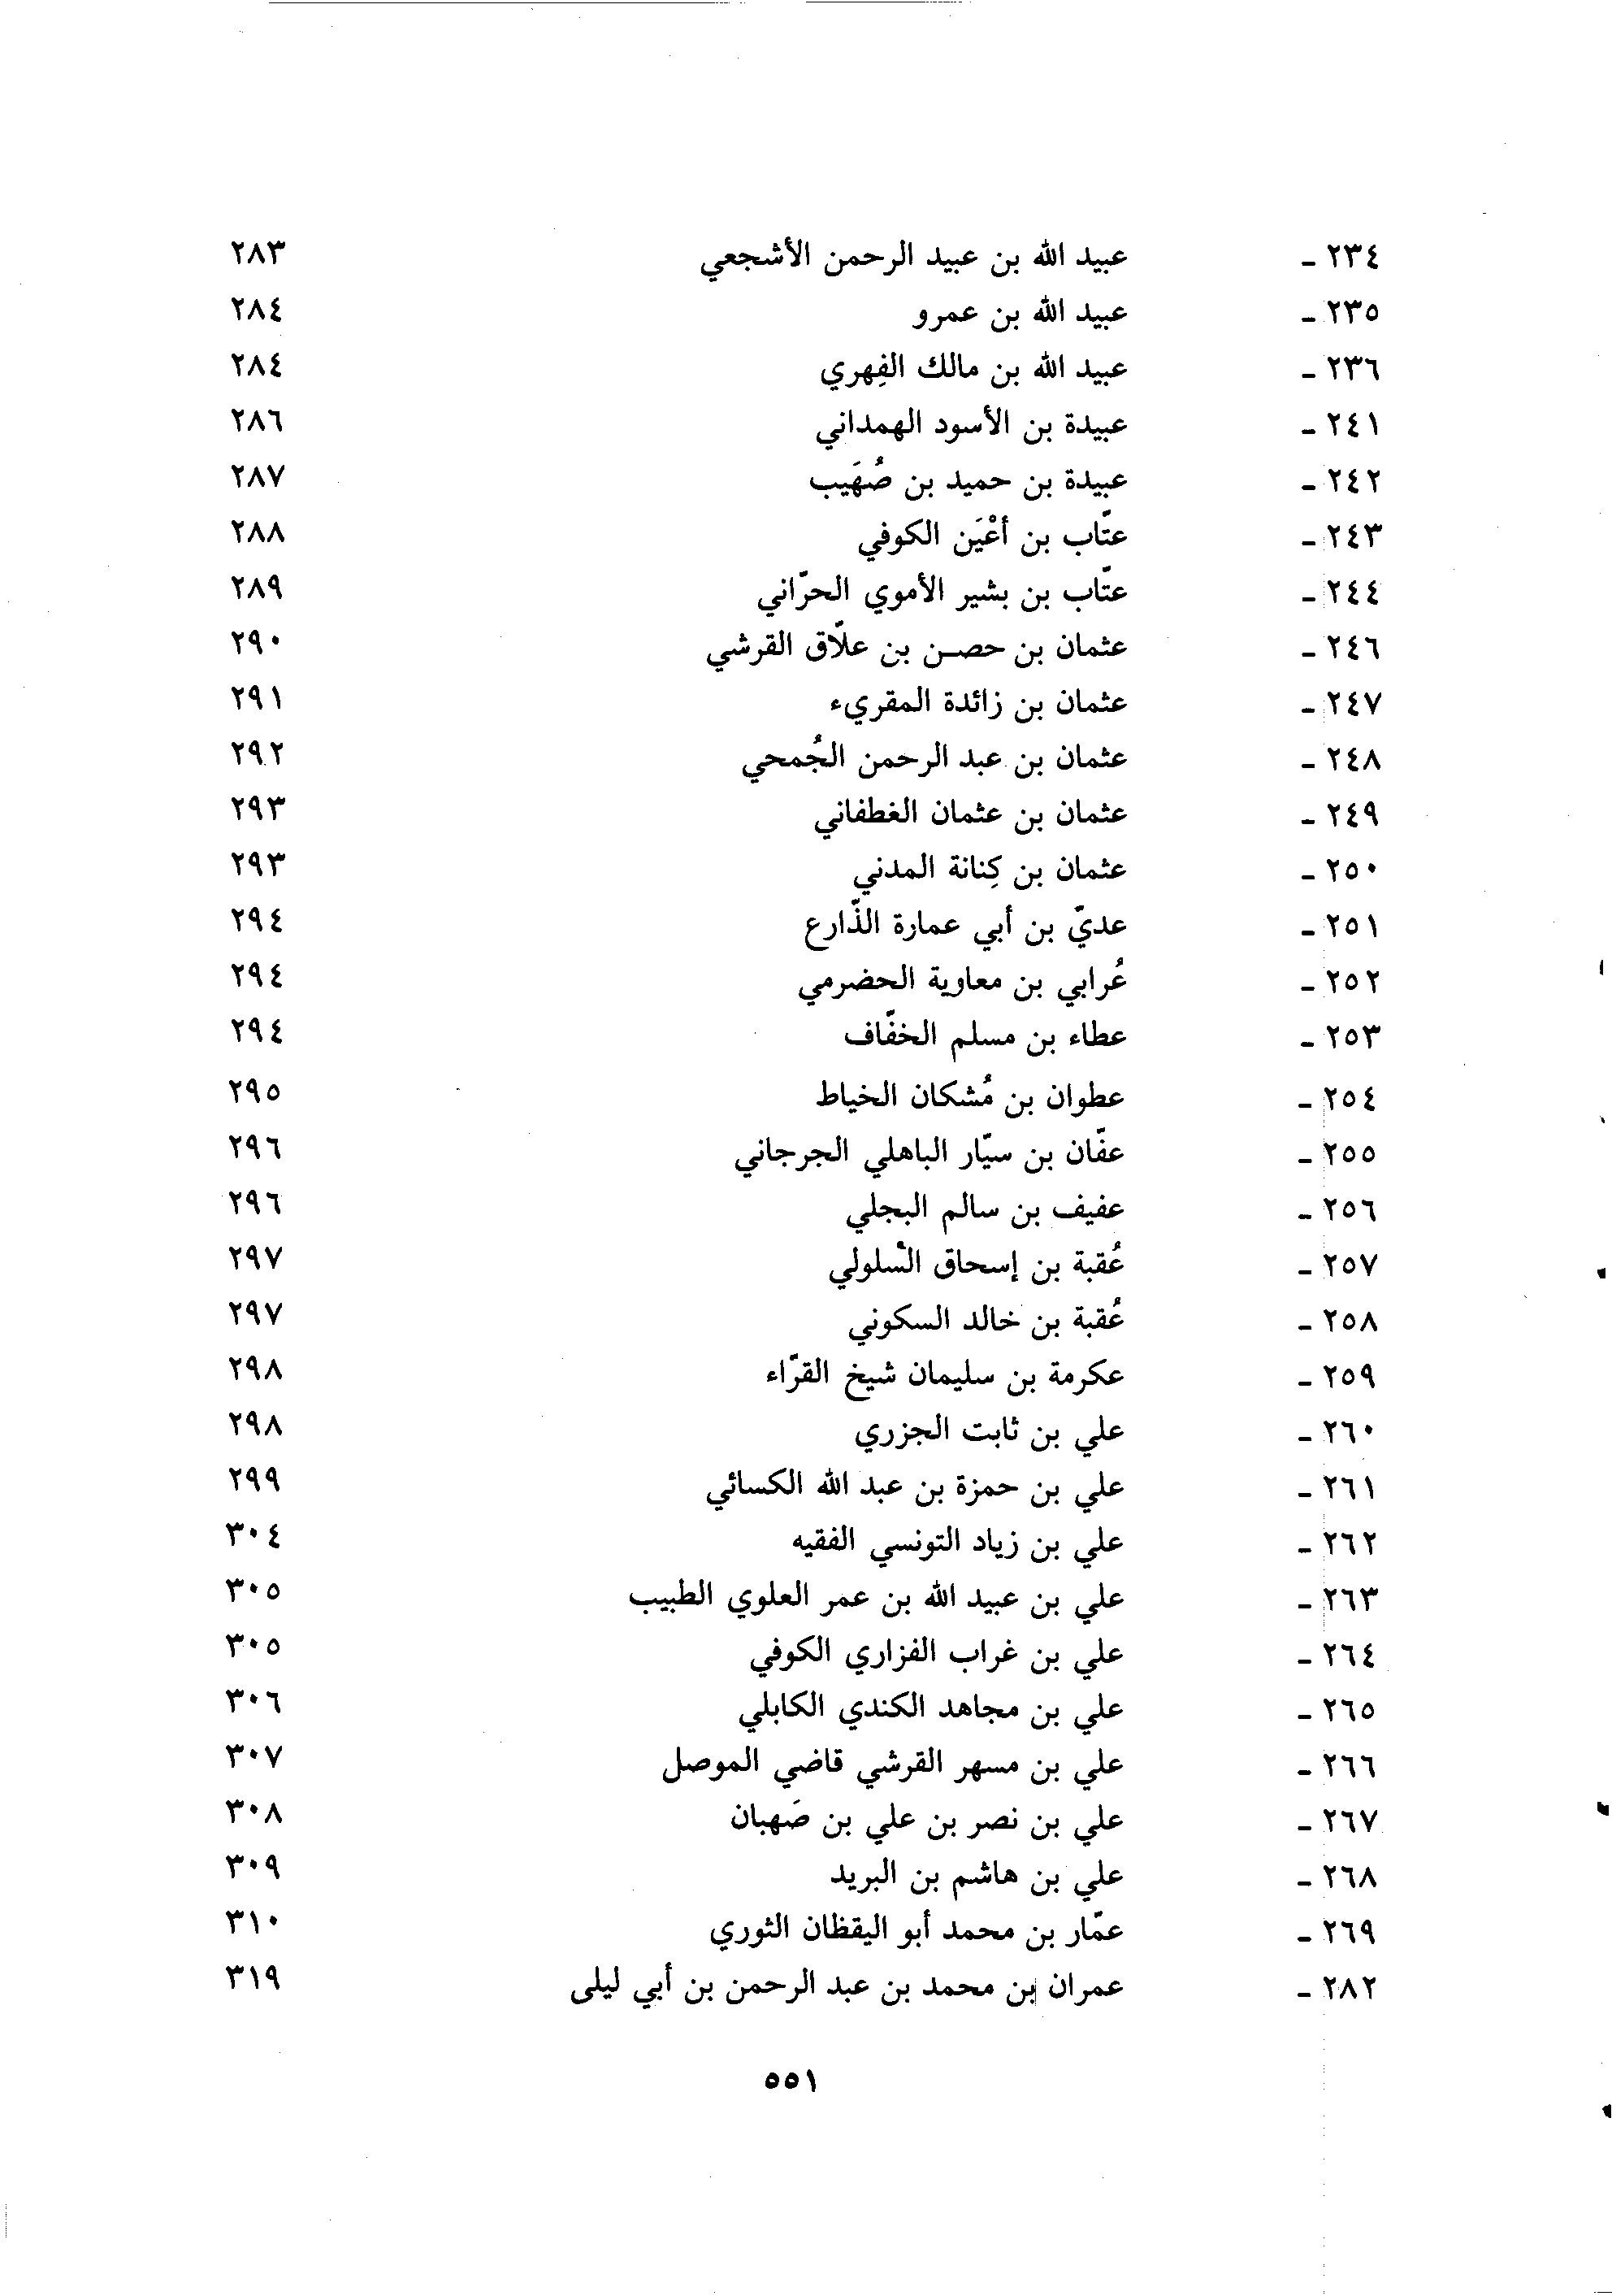 ٢٣٤ - عبيد الله بن عبيد الرحمن الأشجعي ٢٨٣
٢٣٥ - عبيد الله بن عمرو ٢٨٤
٢٣٦ - عبيد الله بن مالك الفِهري ٢٨٤
٢٤١ - عبيدة بن الأسود الهمداني ٢٨٦
٢٤٢ - عبيدة بن حميد بن صُهَيب ٢٨٧
٢٤٣ - عتّاب بن أعْيَن الكوفي ٢٨٨
٢٤٤ - عتّاب بن بشير الأموي الحرّاني ٢٨٩
٢٤٦ - عثمان بن حصن بن علّاق القرشي ٢٩٠
٢٤٧ - عثمان بن زائدة المقريء ٢٩١
٢٤٨ - عثمان بن عبد الرحمن الجُمحي ٢٩٢
٢٤٩ - عثمان بن عثمان الغطفاني ٢٩٣
٢٥٠ - عثمان بن كِنانة المدني ٢٩٣
٢٥١ - عديّ بن أبي عمارة الذّارع ٢٩٤
٢٥٢ - عُرابي بن معاوية الحضرمي ٢٩٤
٢٥٣ - عطاء بن مسلم الخفّاف ٢٩٤
٢٥٤ - عطوان بن مُشكان الخياط ٢٩٥
٢٥٥ - عفّان بن سيّار الباهلي الجرجاني ٢٩٦
٢٥٦ - عفيف بن سالم البجلي ٢٩٦
٢٥٧ - عُقبة بن إسحاق السُلولي ٢٩٧
٢٥٨ - عُقبة بن خالد السكوني ٢٩٧
٢٥٩ - عكرمة بن سليمان شيخ القرّاء ٢٩٨
٢٦٠ - علي بن ثابت الجزري ٢٩٨
٢٦١ - علي بن حمزة بن عبد الله الكسائي ٢٩٩
٢٦٢ - علي بن زياد التونسي الفقيه ٣٠٤
٢٦٣ - علي بن عبيد الله بن عمر العلوي الطبيب ٣٠٥
٢٦٤ - علي بن غراب الفزاري الكوفي ٣٠٥
٢٦٥ - علي بن مجاهد الكندي الكابلي ٣٠٦
٢٦٦ - علي بن مسهر القرشي قاضي الموصل ٣٠٧
٢٦٧ - علي بن نصر بن علي بن صَهبان ٣٠٨
٢٦٨ - علي بن هاشم بن البريد ٣٠٩
٢٦٩ - عمّار بن محمد أبو اليقظان الثوري ٣١٠
٢٨٢ - عمران بن محمد بن عبد الرحمن بن أبي ليلى ٣١٩
٥٥١